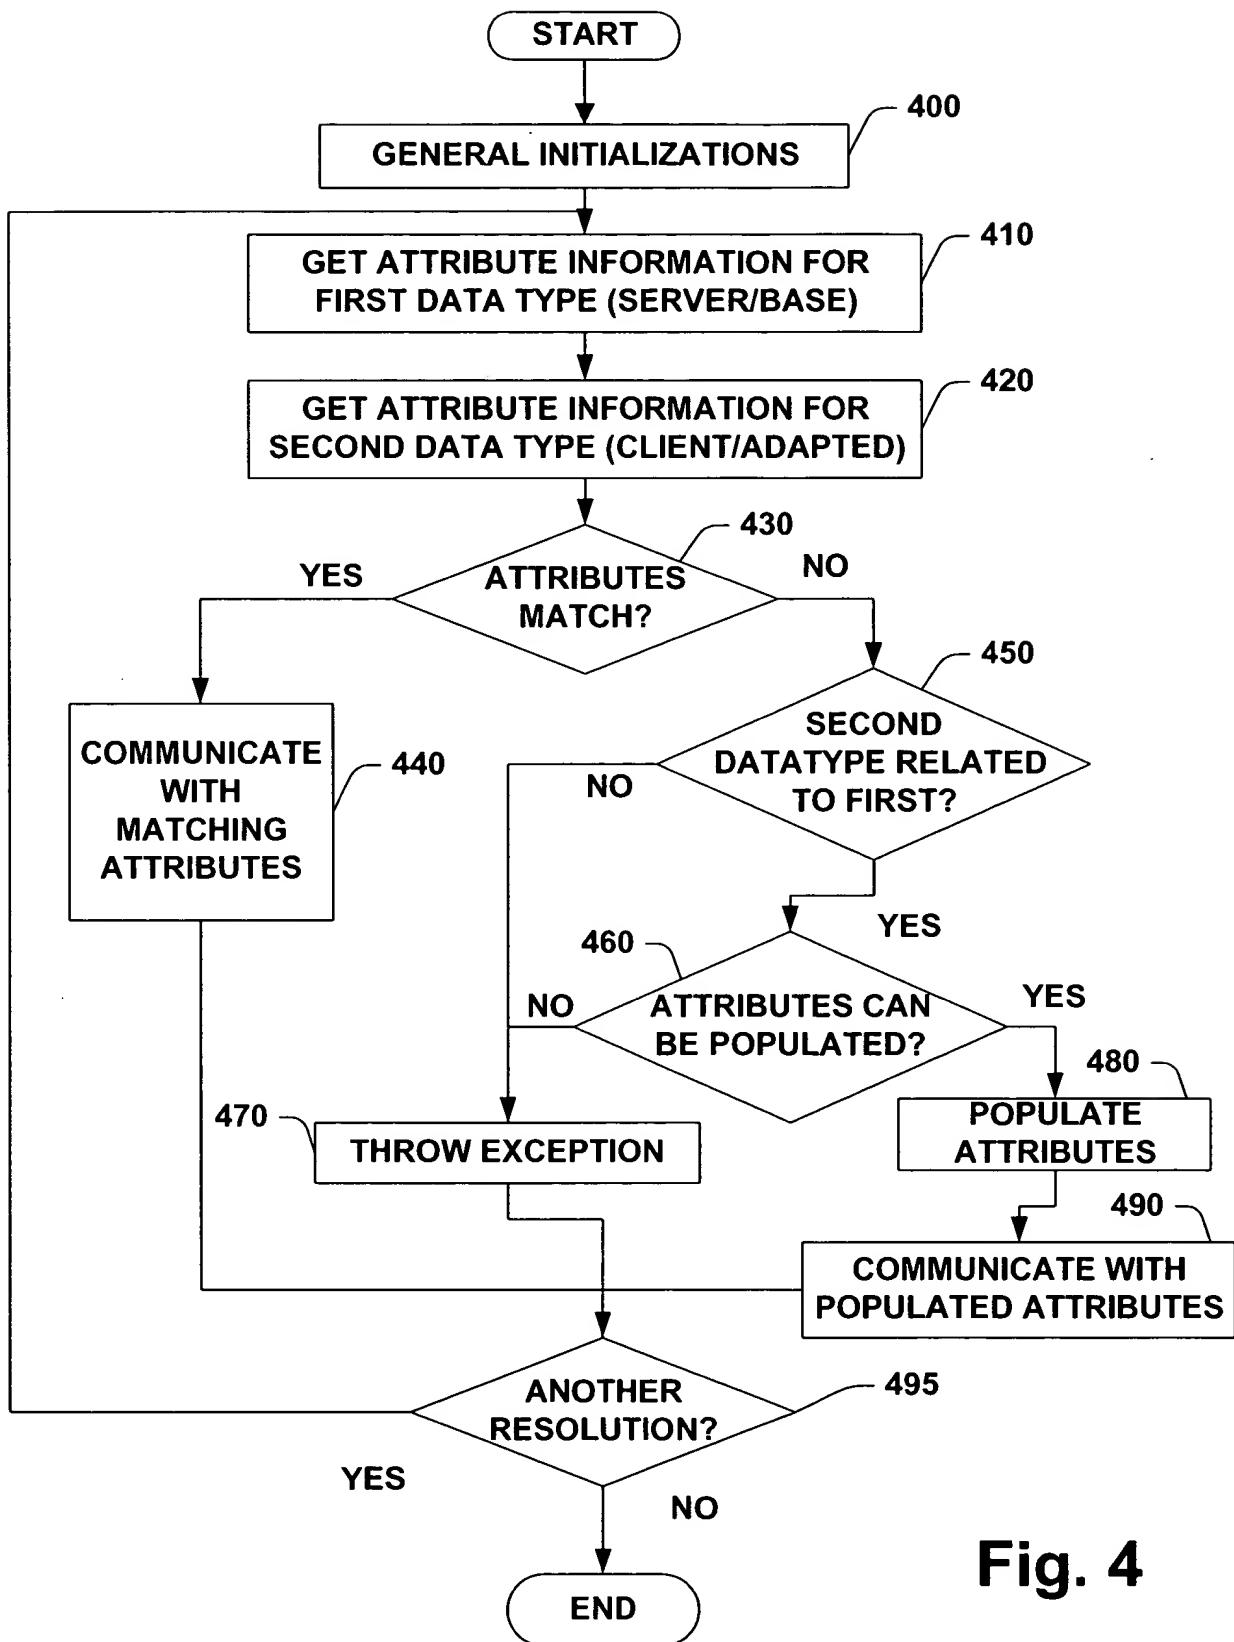 START
400
GENERAL INITIALIZATIONS
410
GET ATTRIBUTE INFORMATION FOR
FIRST DATA TYPE (SERVER/BASE)
420
GET ATTRIBUTE INFORMATION FOR
SECOND DATA TYPE (CLIENT/ADAPTED)
430
YES
ATTRIBUTES
MATCH?
NO
450
COMMUNICATE
WITH
MATCHING
ATTRIBUTES
440
SECOND
DATATYPE RELATED
TO FIRST?
NO
YES
460
ATTRIBUTES CAN
BE POPULATED?
NO
YES
480
POPULATE
ATTRIBUTES
470
THROW EXCEPTION
490
COMMUNICATE WITH
POPULATED ATTRIBUTES
495
ANOTHER
RESOLUTION?
YES
NO
END
Fig. 4